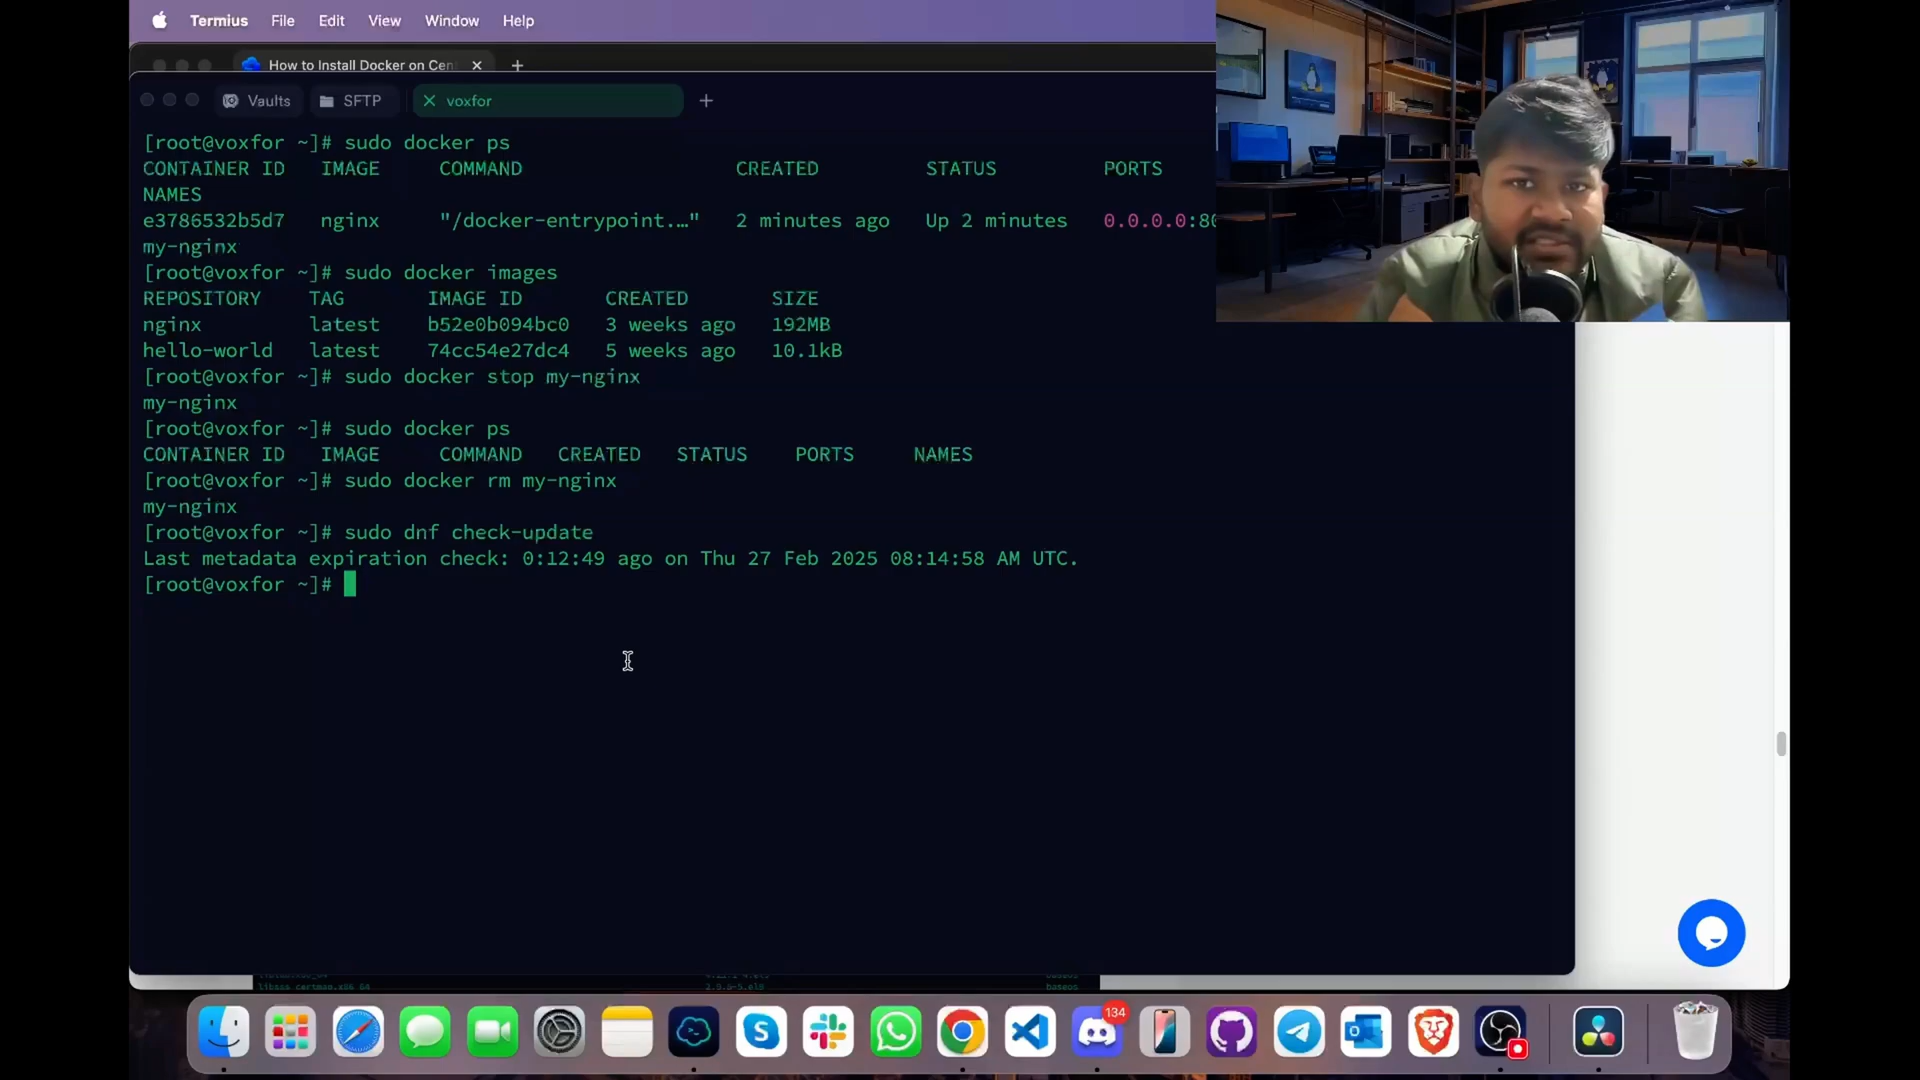 Termius File Edit View Window Help
How to Install Docker on Cen
Vaults SFTP voxfor
[root@voxfor ~]# sudo docker ps
CONTAINER ID IMAGE COMMAND CREATED STATUS PORTS
NAMES
e3786532b5d7 nginx "/docker-entrypoint.…" 2 minutes ago Up 2 minutes 0.0.0.0:80
my-nginx
[root@voxfor ~]# sudo docker images
REPOSITORY TAG IMAGE ID CREATED SIZE
nginx latest b52e0b094bc0 3 weeks ago 192MB
hello-world latest 74cc54e27dc4 5 weeks ago 10.1kB
[root@voxfor ~]# sudo docker stop my-nginx
my-nginx
[root@voxfor ~]# sudo docker ps
CONTAINER ID IMAGE COMMAND CREATED STATUS PORTS NAMES
[root@voxfor ~]# sudo docker rm my-nginx
my-nginx
[root@voxfor ~]# sudo dnf check-update
Last metadata expiration check: 0:12:49 ago on Thu 27 Feb 2025 08:14:58 AM UTC.
[root@voxfor ~]#
baseos
134